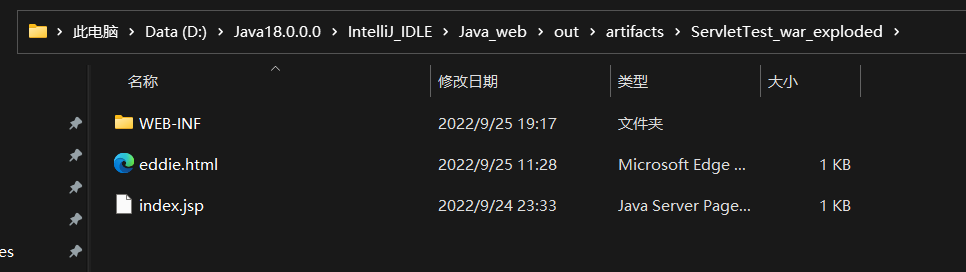 此电脑 > Data (D:) > Java18.0.0.0 > IntelliJ_IDLE > Java_web > out > artifacts > ServletTest_war_exploded >
名称 修改日期 类型 大小
WEB-INF 2022/9/25 19:17 文件夹
eddie.html 2022/9/25 11:28 Microsoft Edge ... 1 KB
index.jsp 2022/9/24 23:33 Java Server Page... 1 KB
es